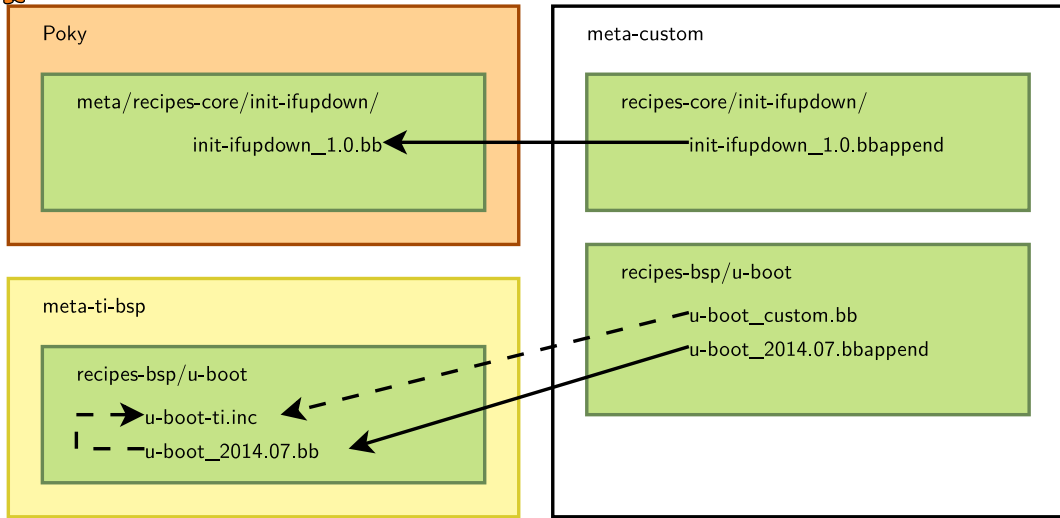 Poky
meta/recipes-core/init-ifupdown/
init-ifupdown_1.0.bb
meta-ti-bsp
recipes-bsp/u-boot
u-boot-ti.inc
u-boot_2014.07.bb
meta-custom
recipes-core/init-ifupdown/
init-ifupdown_1.0.bbappend
recipes-bsp/u-boot
u-boot_custom.bb
u-boot_2014.07.bbappend